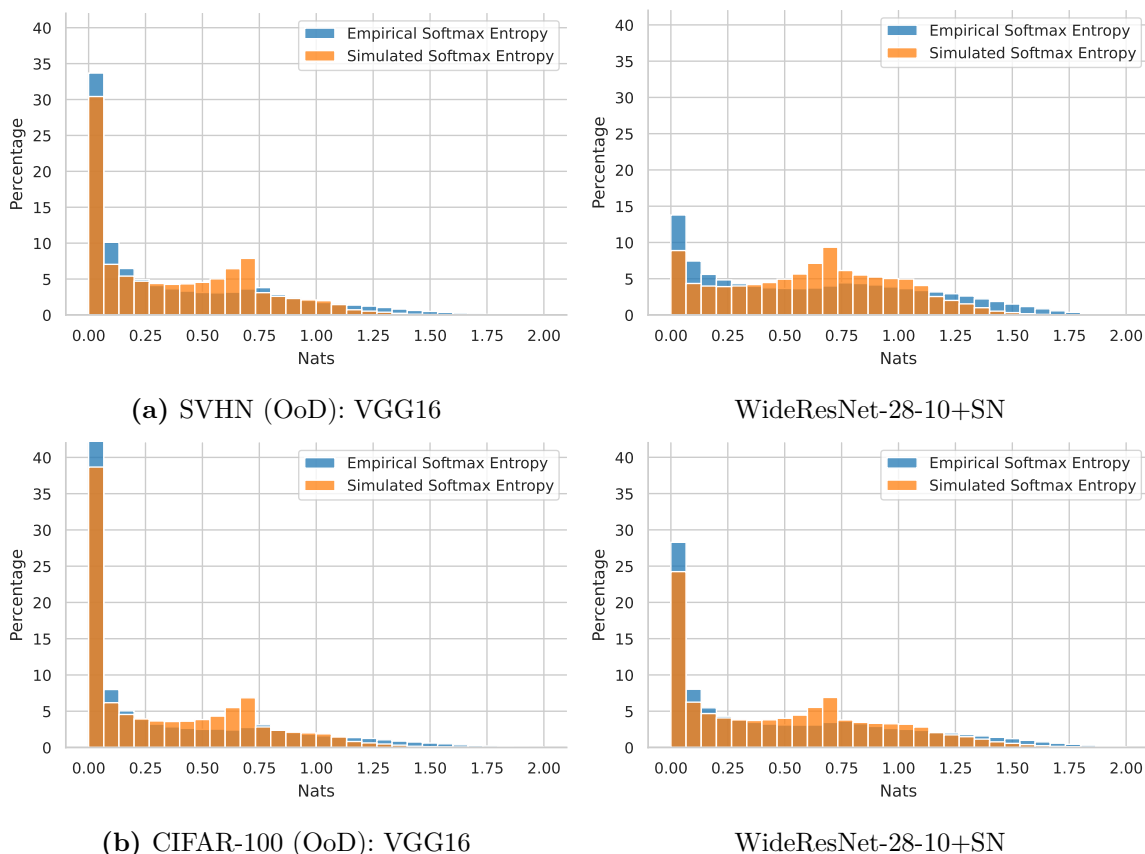 Empirical Softmax Entropy
Simulated Softmax Entropy
Percentage
40
35
30
25
20
15
10
5
0
0.00 0.25 0.50 0.75 1.00 1.25 1.50 1.75 2.00
Nats
Empirical Softmax Entropy
Simulated Softmax Entropy
Percentage
40
35
30
25
20
15
10
5
0
0.00 0.25 0.50 0.75 1.00 1.25 1.50 1.75 2.00
Nats
(a) SVHN (OoD): VGG16
WideResNet-28-10+SN
Empirical Softmax Entropy
Simulated Softmax Entropy
Percentage
40
35
30
25
20
15
10
5
0
0.00 0.25 0.50 0.75 1.00 1.25 1.50 1.75 2.00
Nats
Empirical Softmax Entropy
Simulated Softmax Entropy
Percentage
40
35
30
25
20
15
10
5
0
0.00 0.25 0.50 0.75 1.00 1.25 1.50 1.75 2.00
Nats
(b) CIFAR-100 (OoD): VGG16
WideResNet-28-10+SN